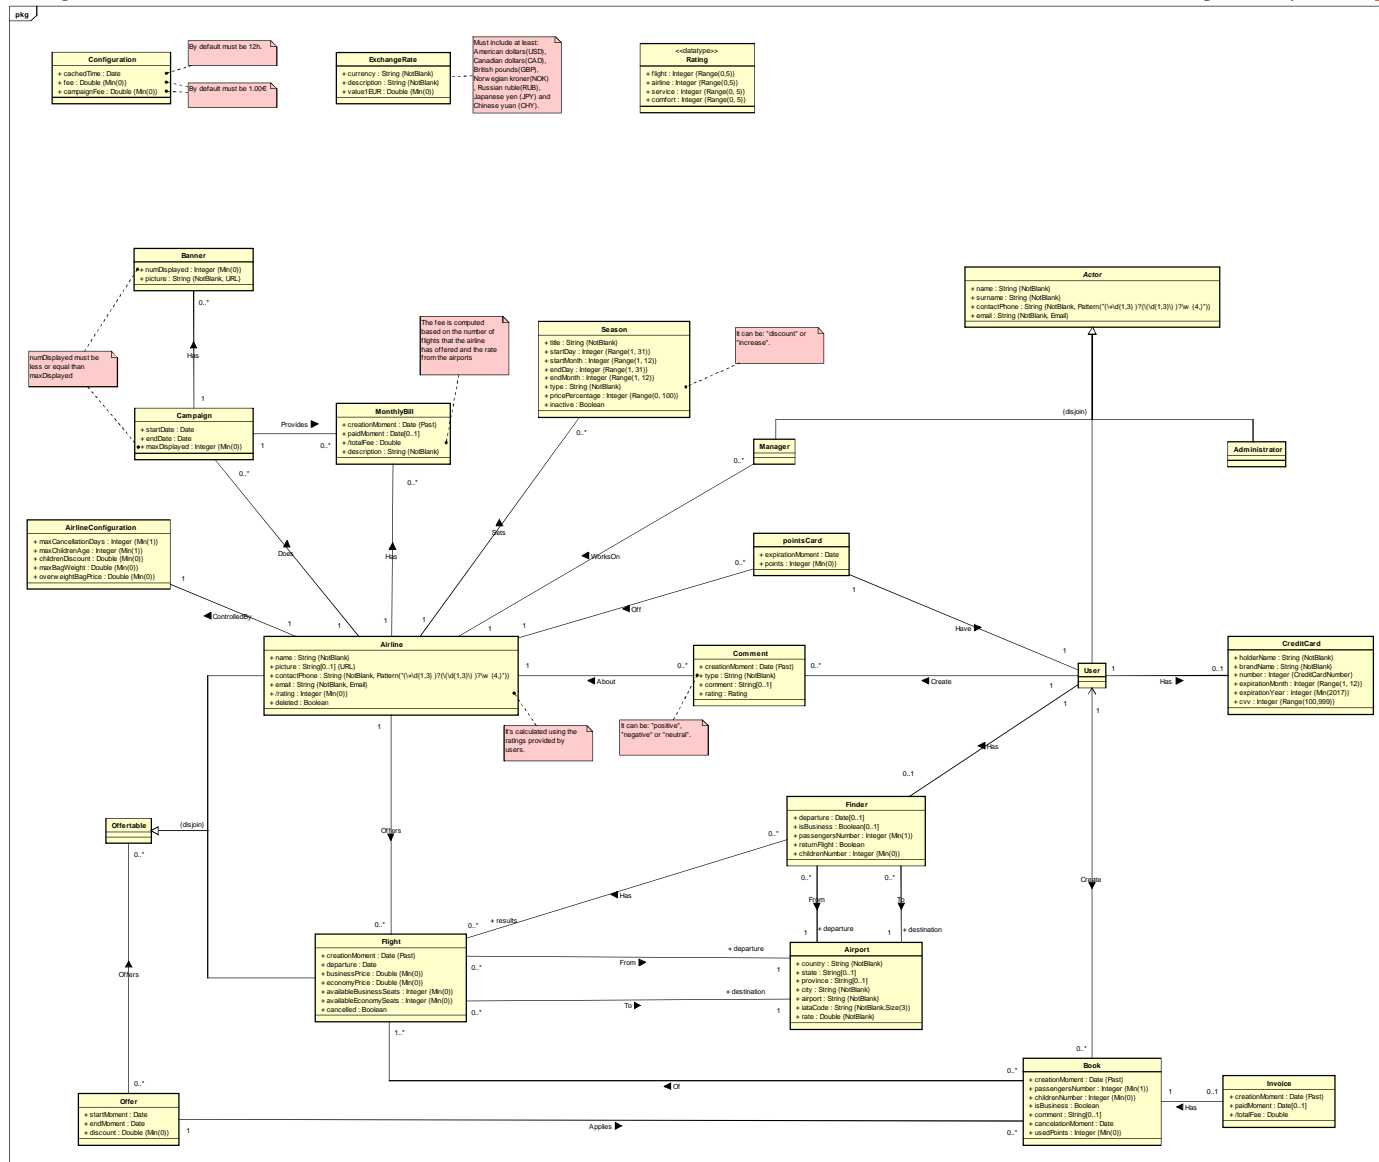 pkg
Configuration
+ cachedTime : Date
+ fee : Double {Min(0)}
+ campaignFee : Double {Min(0)}
By default must be 12h.
By default must be 1.00€
ExchangeRate
+ currency : String {NotBlank}
+ description : String {NotBlank}
+ value1EUR : Double {Min(0)}
Must include at least:
American dollars(USD),
Canadian dollars(CAD),
British pounds(GBP),
Norwegian kroner(NOK)
, Russian ruble(RUB),
Japanese yen (JPY) and
Chinese yuan (CHY).
<<datatype>>
Rating
+ flight : Integer {Range(0,5)}
+ airline : Integer {Range(0,5)}
+ service : Integer {Range(0, 5)}
+ comfort : Integer {Range(0, 5)}
Banner
+ numDisplayed : Integer {Min(0)}
+ picture : String {NotBlank, URL}
0..*
Has
1
numDisplayed must be
less or equal than
maxDisplayed
Campaign
+ startDate : Date
+ endDate : Date
+ maxDisplayed : Integer {Min(0)}
Provides
1
0..*
0..*
The fee is computed
based on the number of
flights that the airline
has offered and the rate
from the airports
MonthlyBill
+ creationMoment : Date {Past}
+ paidMoment : Date[0..1]
+ /totalFee : Double
+ description : String {NotBlank}
0..*
Season
+ title : String {NotBlank}
+ startDay : Integer {Range(1, 31)}
+ startMonth : Integer {Range(1, 12)}
+ endDay : Integer {Range(1, 31)}
+ endMonth : Integer {Range(1, 12)}
+ type : String {NotBlank}
+ pricePercentage : Integer {Range(0, 100)}
+ inactive : Boolean
0..*
It can be: "discount" or
"increase".
Actor
+ name : String {NotBlank}
+ surname : String {NotBlank}
+ contactPhone : String {NotBlank, Pattern("(\+\d{1,3} )?(\(\d{1,3}\) )?\w {4,}")}
+ email : String {NotBlank, Email}
{disjoin}
Manager
0..*
Administrator
AirlineConfiguration
+ maxCancellationDays : Integer {Min(1)}
+ maxChildrenAge : Integer {Min(1)}
+ childrenDiscount : Double {Min(0)}
+ maxBagWeight : Double {Min(0)}
+ overweightBagPrice : Double {Min(0)}
1
ControlledBy
1
Does
1
Has
1
Sets
1
WorksOn
1
pointsCard
+ expirationMoment : Date
+ points : Integer {Min(0)}
0..*
1
Off
1
Have
1
Airline
+ name : String {NotBlank}
+ picture : String[0..1] {URL}
+ contactPhone : String {NotBlank, Pattern("(\+\d{1,3} )?(\(\d{1,3}\) )?\w {4,}")}
+ email : String {NotBlank, Email}
+ /rating : Integer {Min(0)}
+ deleted : Boolean
1
About
0..*
Comment
+ creationMoment : Date {Past}
+ type : String {NotBlank}
+ comment : String[0..1]
+ rating : Rating
0..*
Create
1
User
1
Has
0..1
CreditCard
+ holderName : String {NotBlank}
+ brandName : String {NotBlank}
+ number : Integer {CreditCardNumber}
+ expirationMonth : Integer {Range(1, 12)}
+ expirationYear : Integer {Min(2017)}
+ cvv : Integer {Range(100,999)}
It's calculated using the
ratings provided by
users.
It can be: "positive",
"negative" or "neutral".
1
1
1
Has
0..1
Finder
+ departure : Date[0..1]
+ isBusiness : Boolean[0..1]
+ passengersNumber : Integer {Min(1)}
+ returnFlight : Boolean
+ childrenNumber : Integer {Min(0)}
0..*
Offertable
{disjoin}
0..*
Offers
0..*
0..*
From
To
Create
1
+ departure
1
+ destination
Has
+ results
0..*
0..*
Flight
+ creationMoment : Date {Past}
+ departure : Date
+ businessPrice : Double {Min(0)}
+ economyPrice : Double {Min(0)}
+ availableBusinessSeats : Integer {Min(0)}
+ availableEconomySeats : Integer {Min(0)}
+ cancelled : Boolean
+ departure
0..*
From
1
+ destination
0..*
To
1
Airport
+ country : String {NotBlank}
+ state : String[0..1]
+ province : String[0..1]
+ city : String {NotBlank}
+ airport : String {NotBlank}
+ iataCode : String {NotBlank,Size(3)}
+ rate : Double {NotBlank}
Offers
1..*
0..*
0..*
Of
0..*
Offer
+ startMoment : Date
+ endMoment : Date
+ discount : Double {Min(0)}
1
Applies
0..*
Book
+ creationMoment : Date {Past}
+ passengersNumber : Integer {Min(1)}
+ childrenNumber : Integer {Min(0)}
+ isBusiness : Boolean
+ comment : String[0..1]
+ cancelationMoment : Date
+ usedPoints : Integer {Min(0)}
1
Has
0..1
Invoice
+ creationMoment : Date {Past}
+ paidMoment : Date[0..1]
+ /totalFee : Double